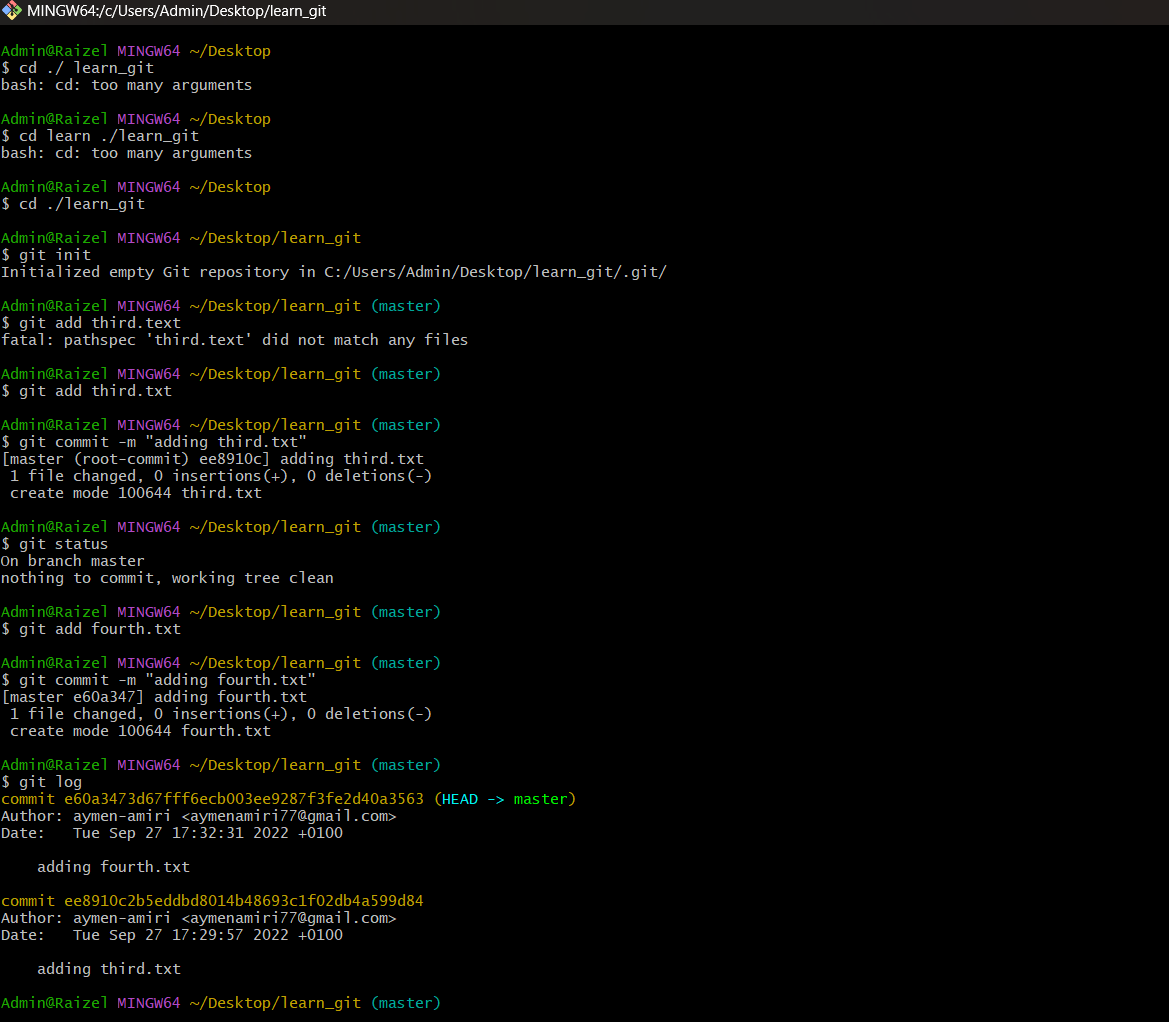 MINGW64:/c/Users/Admin/Desktop/learn_git
Admin@Raizel MINGW64 ~/Desktop
$ cd ./ learn_git
bash: cd: too many arguments
Admin@Raizel MINGW64 ~/Desktop
$ cd learn ./learn_git
bash: cd: too many arguments
Admin@Raizel MINGW64 ~/Desktop
$ cd ./learn_git
Admin@Raizel MINGW64 ~/Desktop/learn_git
$ git init
Initialized empty Git repository in C:/Users/Admin/Desktop/learn_git/.git/
Admin@Raizel MINGW64 ~/Desktop/learn_git (master)
$ git add third.text
fatal: pathspec 'third.text' did not match any files
Admin@Raizel MINGW64 ~/Desktop/learn_git (master)
$ git add third.txt
Admin@Raizel MINGW64 ~/Desktop/learn_git (master)
$ git commit -m "adding third.txt"
[master (root-commit) ee8910c] adding third.txt
1 file changed, 0 insertions(+), 0 deletions(-)
create mode 100644 third.txt
Admin@Raizel MINGW64 ~/Desktop/learn_git (master)
$ git status
On branch master
nothing to commit, working tree clean
Admin@Raizel MINGW64 ~/Desktop/learn_git (master)
$ git add fourth.txt
Admin@Raizel MINGW64 ~/Desktop/learn_git (master)
$ git commit -m "adding fourth.txt"
[master e60a347] adding fourth.txt
1 file changed, 0 insertions(+), 0 deletions(-)
create mode 100644 fourth.txt
Admin@Raizel MINGW64 ~/Desktop/learn_git (master)
$ git log
commit e60a3473d67fff6ecb003ee9287f3fe2d40a3563 (HEAD -> master)
Author: aymen-amiri <aymenamiri77@gmail.com>
Date:   Tue Sep 27 17:32:31 2022 +0100
adding fourth.txt
commit ee8910c2b5eddbd8014b48693c1f02db4a599d84
Author: aymen-amiri <aymenamiri77@gmail.com>
Date:   Tue Sep 27 17:29:57 2022 +0100
adding third.txt
Admin@Raizel MINGW64 ~/Desktop/learn_git (master)